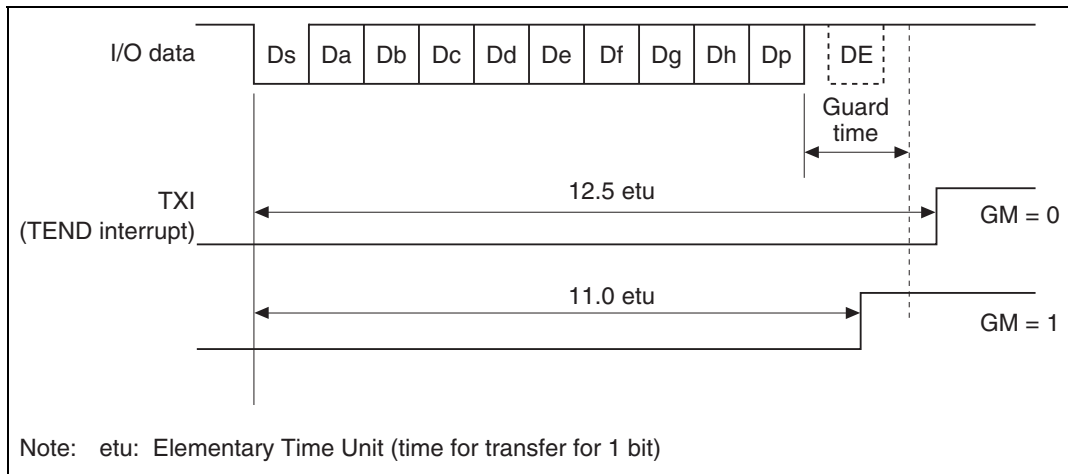 I/O data
Ds Da Db Dc Dd De Df Dg Dh Dp DE
Guard
time
12.5 etu
TXI
(TEND interrupt)
GM = 0
11.0 etu
GM = 1
Note: etu: Elementary Time Unit (time for transfer for 1 bit)